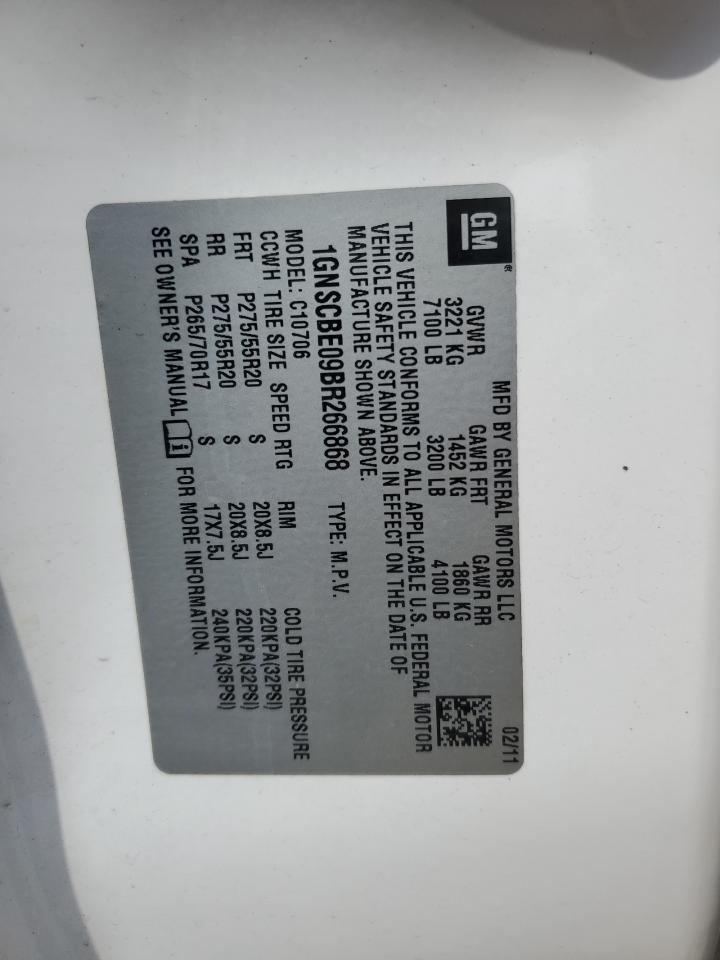 GM®
MFD BY GENERAL MOTORS LLC 02/11
GVWR GAWR FRT GAWR RR
3221 KG 1452 KG 1860 KG
7100 LB 3200 LB 4100 LB
THIS VEHICLE CONFORMS TO ALL APPLICABLE U.S. FEDERAL MOTOR
VEHICLE SAFETY STANDARDS IN EFFECT ON THE DATE OF
MANUFACTURE SHOWN ABOVE.
1GNSCBE09BR266868 TYPE: M.P.V.
MODEL: C10706
CCWH TIRE SIZE SPEED RTG RIM COLD TIRE PRESSURE
FRT P275/55R20 S 20X8.5J 220KPA(32PSI)
RR P275/55R20 S 20X8.5J 220KPA(32PSI)
SPA P265/70R17 S 17X7.5J 240KPA(35PSI)
SEE OWNER'S MANUAL i FOR MORE INFORMATION.